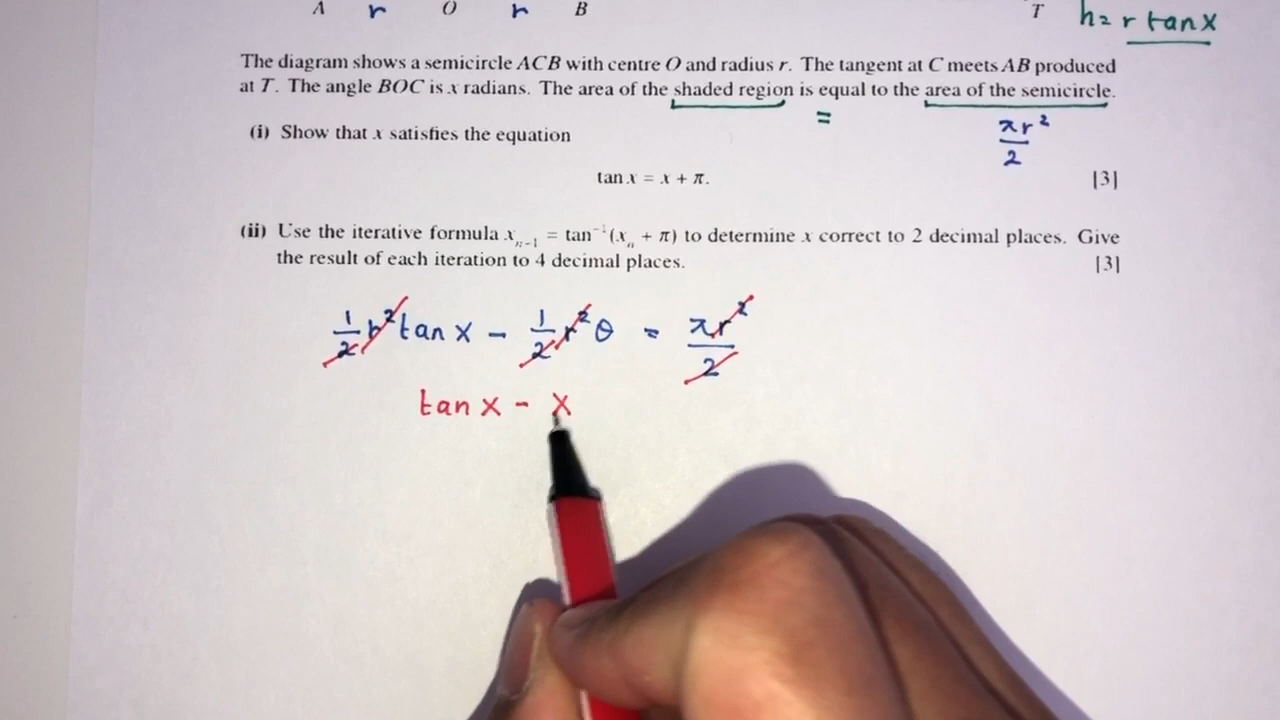 A r O r B T h= r tan x
The diagram shows a semicircle ACB with centre O and radius r. The tangent at C meets AB produced
at T. The angle BOC is x radians. The area of the shaded region is equal to the area of the semicircle.
= πr²/2
(i) Show that x satisfies the equation
tan x = x + π. [3]
(ii) Use the iterative formula xₙ₊₁ = tan⁻¹(xₙ + π) to determine x correct to 2 decimal places. Give
the result of each iteration to 4 decimal places. [3]
1/2 r² tan x - 1/2 r² θ = πr²/2
tan x - x